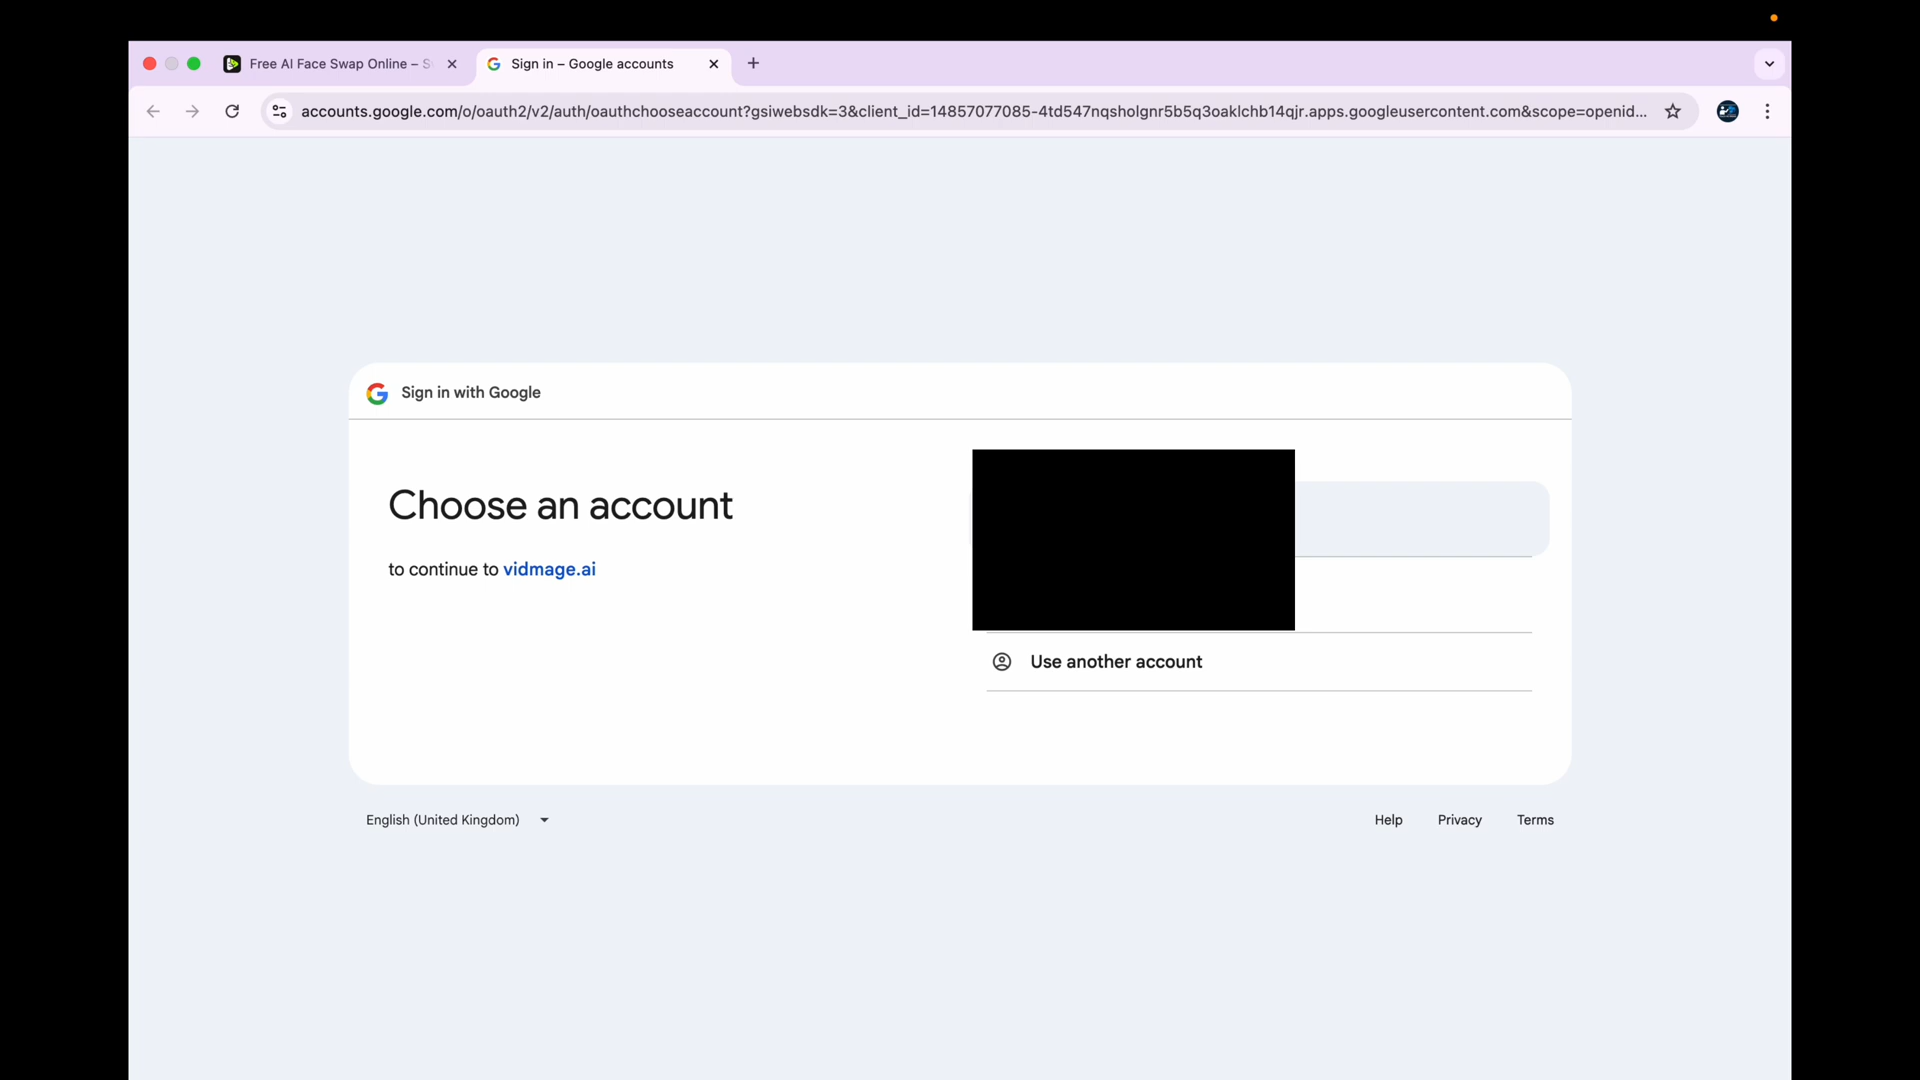 Free AI Face Swap Online – S
Sign in – Google accounts
accounts.google.com/o/oauth2/v2/auth/oauthchooseaccount?gsiwebsdk=3&client_id=14857077085-4td547nqsholgnr5b5q3oaklchb14qjr.apps.googleusercontent.com&scope=openid...
Sign in with Google
Choose an account
to continue to vidmage.ai
Use another account
English (United Kingdom)
Help
Privacy
Terms